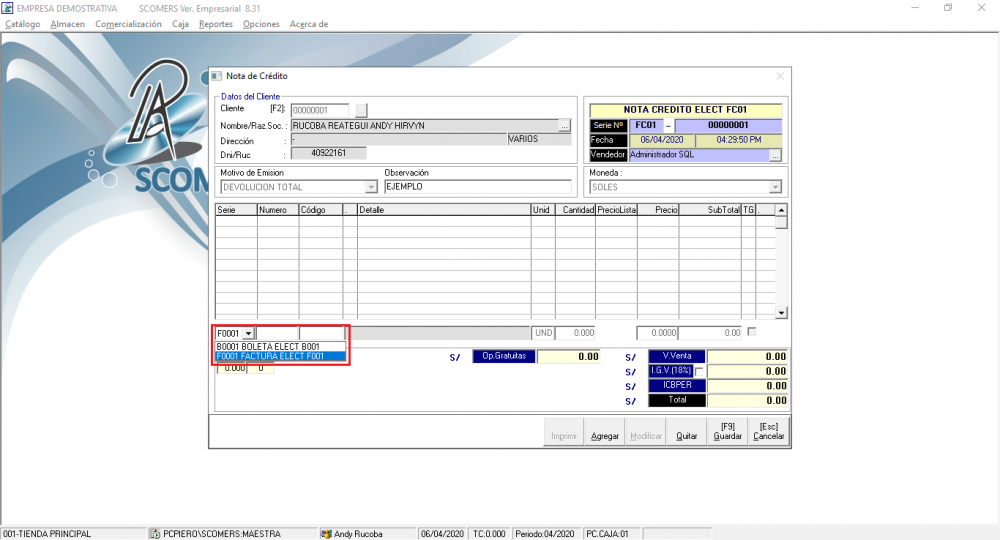 EMPRESA DEMOSTRATIVA SCOMERS Ver. Empresarial 8.31
Catálogo Almacen Comercialización Caja Reportes Opciones Acerca de
SCOM
Nota de Crédito
Datos del Cliente
Cliente [F2]: 00000001
Nombre/Raz.Soc. : RUCOBA REATEGUI ANDY HIRVYN ...
Dirección : - VARIOS
Dni/Ruc : 40922161
NOTA CREDITO ELECT FC01
Serie Nº FC01 - 00000001
Fecha 06/04/2020 04:29:50 PM
Vendedor Administrador SQL ...
Motivo de Emision Observación
DEVOLUCION TOTAL EJEMPLO
Moneda :
SOLES
Serie Numero Código . Detalle Unid Cantidad PrecioLista Precio SubTotal TG .
F0001 UND 0.000 0.0000 0.00
B0001 BOLETA ELECT B001
F0001 FACTURA ELECT F001
0.000 0
S/ Op.Gratuitas 0.00
S/ V.Venta 0.00
S/ I.G.V.(18%) 0.00
S/ ICBPER 0.00
S/ Total 0.00
Imprimir Agregar Modificar Quitar [F9] Guardar [Esc] Cancelar
001-TIENDA PRINCIPAL PCPIERO\SCOMERS:MAESTRA Andy Rucoba 06/04/2020 TC:0.000 Periodo:04/2020 PC.CAJA:01